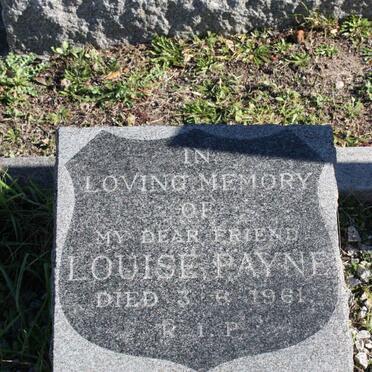 IN
LOVING MEMORY
OF
MY DEAR FRIEND
LOUISE PAYNE
DIED 3·6·1961.
R.I.P